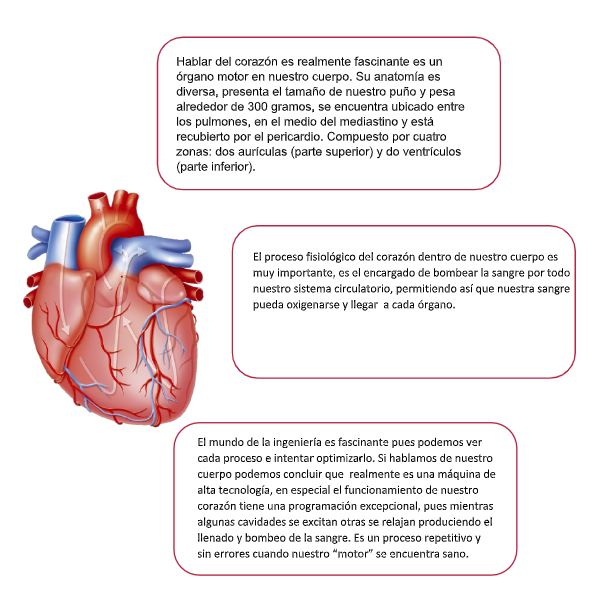 Hablar del corazón es realmente fascinante es un
órgano motor en nuestro cuerpo. Su anatomía es
diversa, presenta el tamaño de nuestro puño y pesa
alrededor de 300 gramos, se encuentra ubicado entre
los pulmones, en el medio del mediastino y está
recubierto por el pericardio. Compuesto por cuatro
zonas: dos aurículas (parte superior) y do ventrículos
(parte inferior).
El proceso fisiológico del corazón dentro de nuestro cuerpo es
muy importante, es el encargado de bombear la sangre por todo
nuestro sistema circulatorio, permitiendo así que nuestra sangre
pueda oxigenarse y llegar a cada órgano.
El mundo de la ingeniería es fascinante pues podemos ver
cada proceso e intentar optimizarlo. Si hablamos de nuestro
cuerpo podemos concluir que realmente es una máquina de
alta tecnología, en especial el funcionamiento de nuestro
corazón tiene una programación excepcional, pues mientras
algunas cavidades se excitan otras se relajan produciendo el
llenado y bombeo de la sangre. Es un proceso repetitivo y
sin errores cuando nuestro “motor” se encuentra sano.